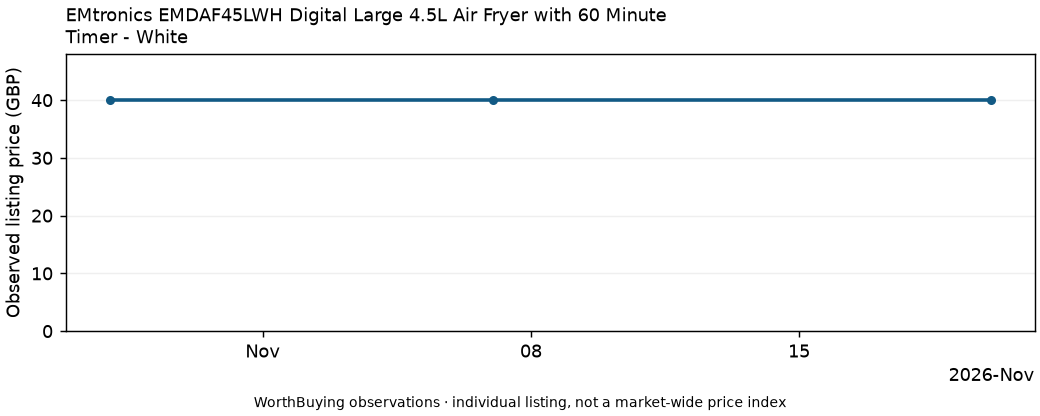 EMtronics EMDAF45LWH Digital Large 4.5L Air Fryer with 60 Minute
Timer - White
Observed listing price (GBP)
40
30
20
10
0
Nov
08
15
2026-Nov
WorthBuying observations · individual listing, not a market-wide price index